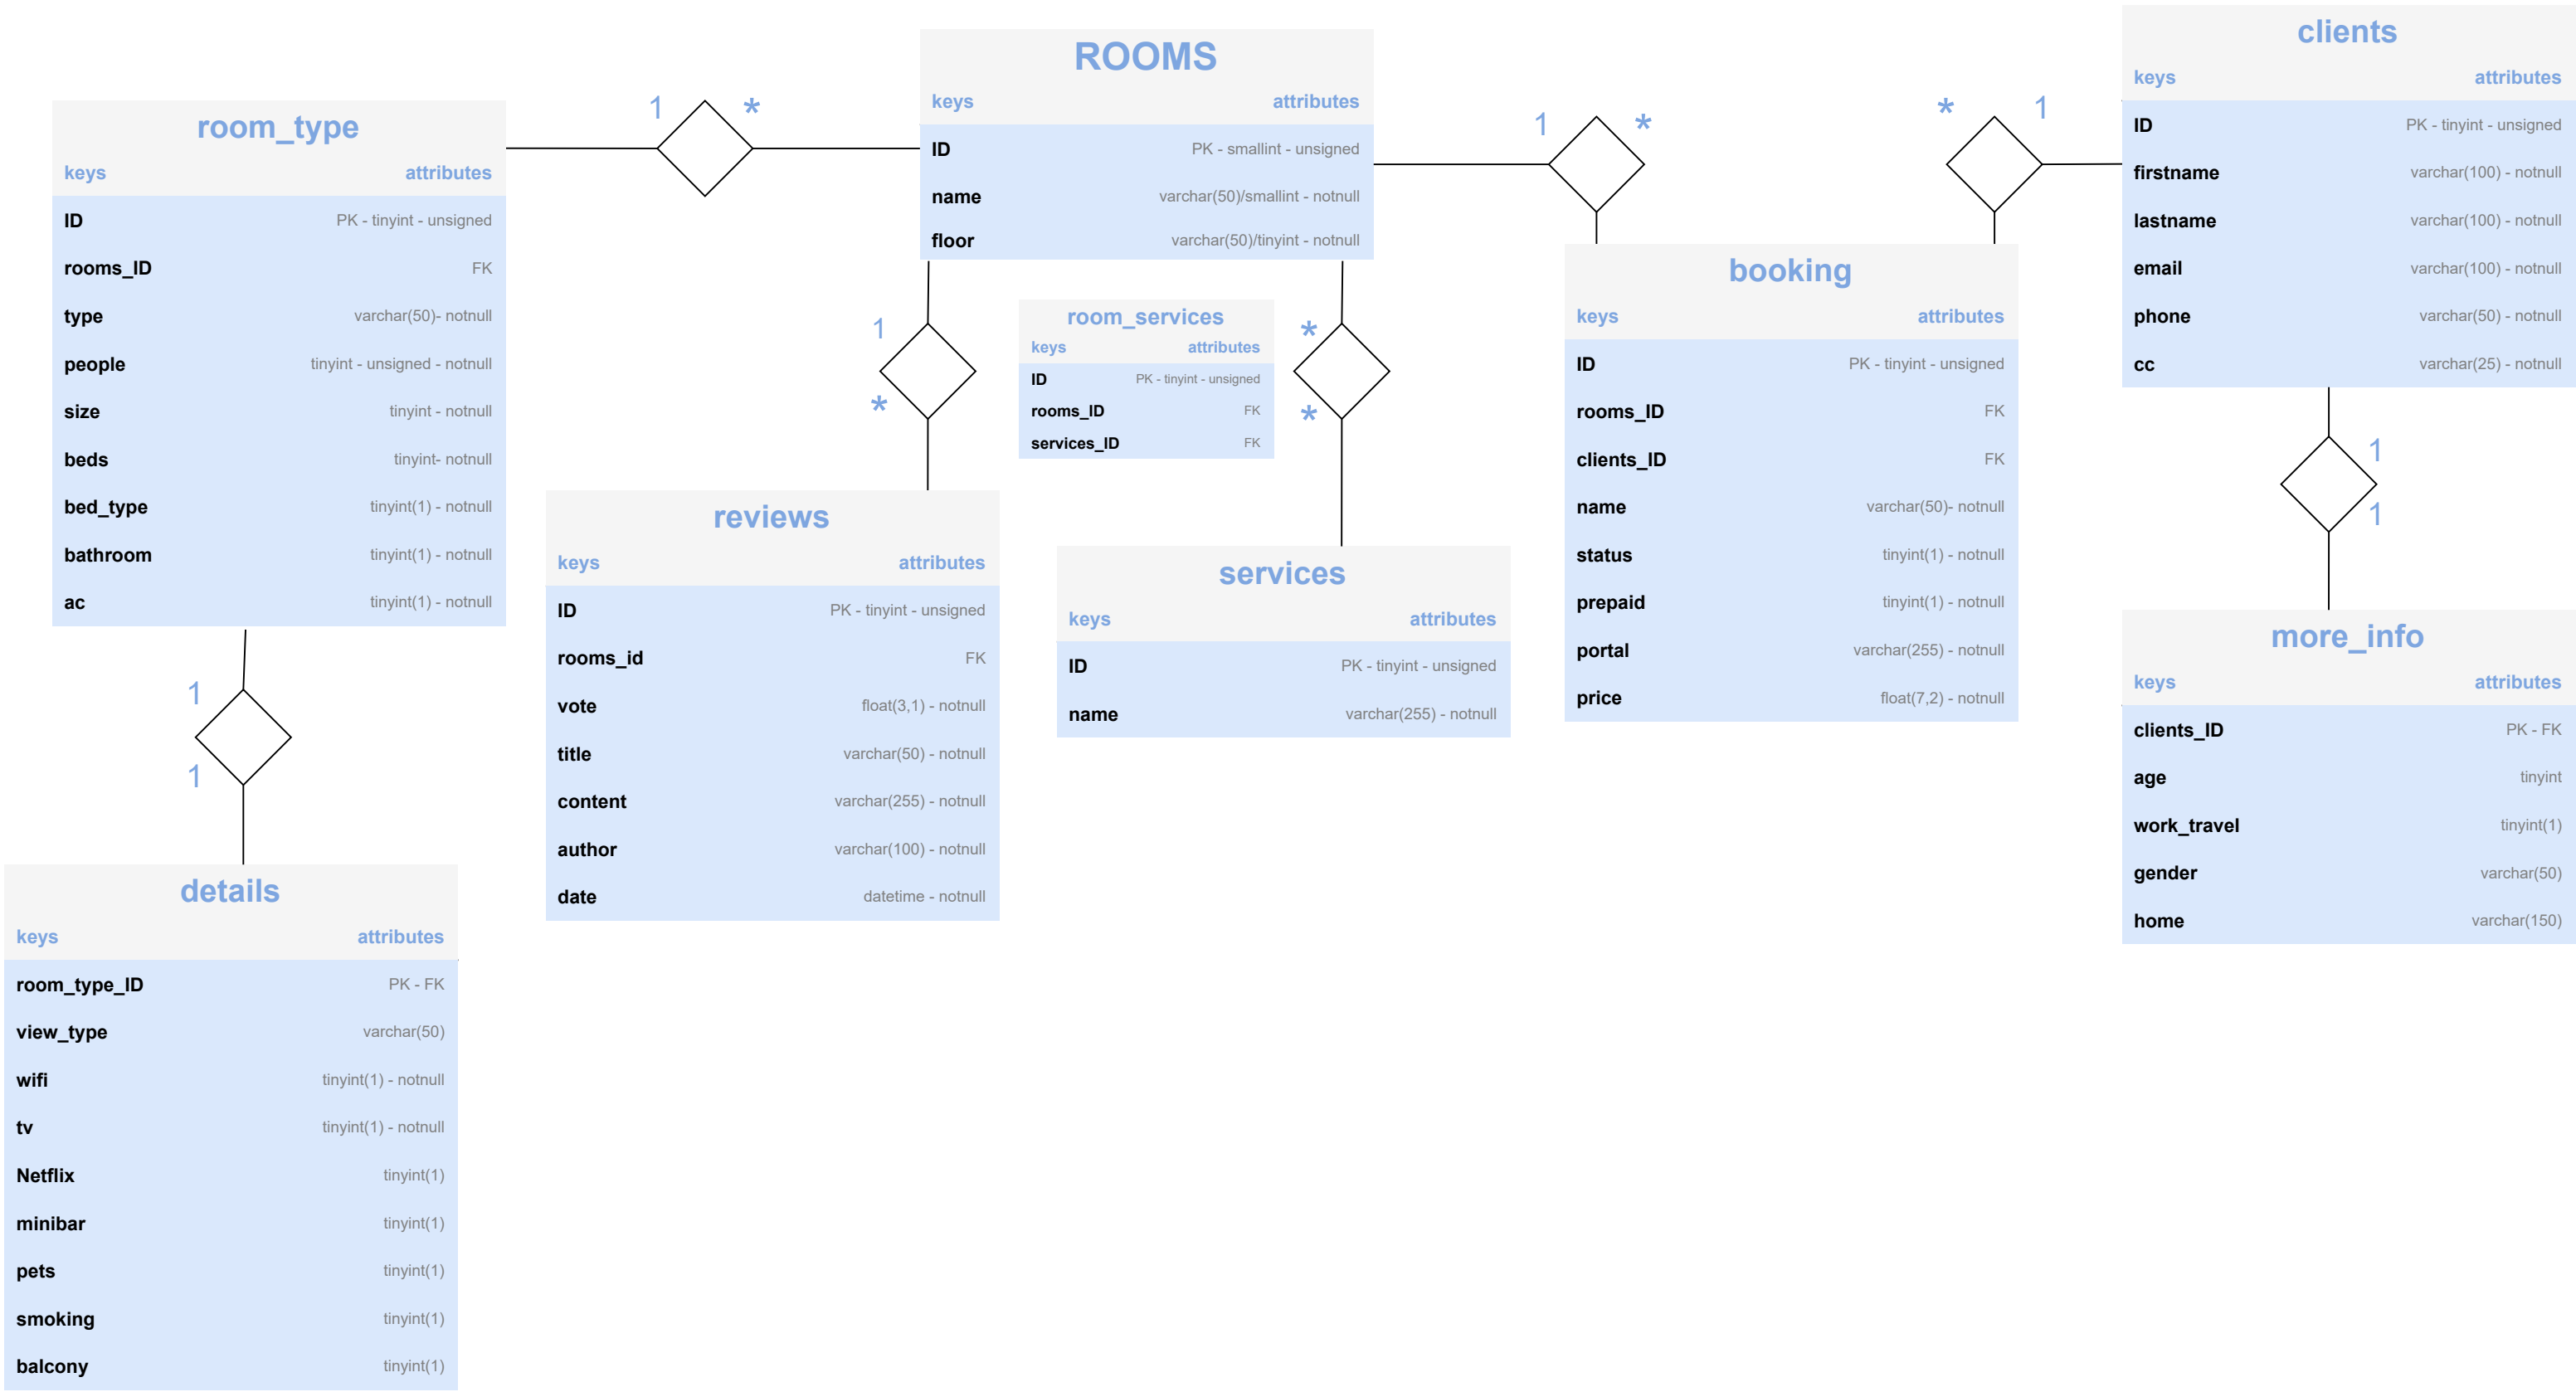 room_type
keys attributes
ID PK - tinyint - unsigned
rooms_ID FK
type varchar(50)- notnull
people tinyint - unsigned - notnull
size tinyint - notnull
beds tinyint- notnull
bed_type tinyint(1) - notnull
bathroom tinyint(1) - notnull
ac tinyint(1) - notnull
1 *
1
1
details
keys attributes
room_type_ID PK - FK
view_type varchar(50)
wifi tinyint(1) - notnull
tv tinyint(1) - notnull
Netflix tinyint(1)
minibar tinyint(1)
pets tinyint(1)
smoking tinyint(1)
balcony tinyint(1)
ROOMS
keys attributes
ID PK - smallint - unsigned
name varchar(50)/smallint - notnull
floor varchar(50)/tinyint - notnull
1
*
reviews
keys attributes
ID PK - tinyint - unsigned
rooms_id FK
vote float(3,1) - notnull
title varchar(50) - notnull
content varchar(255) - notnull
author varchar(100) - notnull
date datetime - notnull
room_services
keys attributes
ID PK - tinyint - unsigned
rooms_ID FK
services_ID FK
*
*
services
keys attributes
ID PK - tinyint - unsigned
name varchar(255) - notnull
1 *
* 1
booking
keys attributes
ID PK - tinyint - unsigned
rooms_ID FK
clients_ID FK
name varchar(50)- notnull
status tinyint(1) - notnull
prepaid tinyint(1) - notnull
portal varchar(255) - notnull
price float(7,2) - notnull
clients
keys attributes
ID PK - tinyint - unsigned
firstname varchar(100) - notnull
lastname varchar(100) - notnull
email varchar(100) - notnull
phone varchar(50) - notnull
cc varchar(25) - notnull
1
1
more_info
keys attributes
clients_ID PK - FK
age tinyint
work_travel tinyint(1)
gender varchar(50)
home varchar(150)